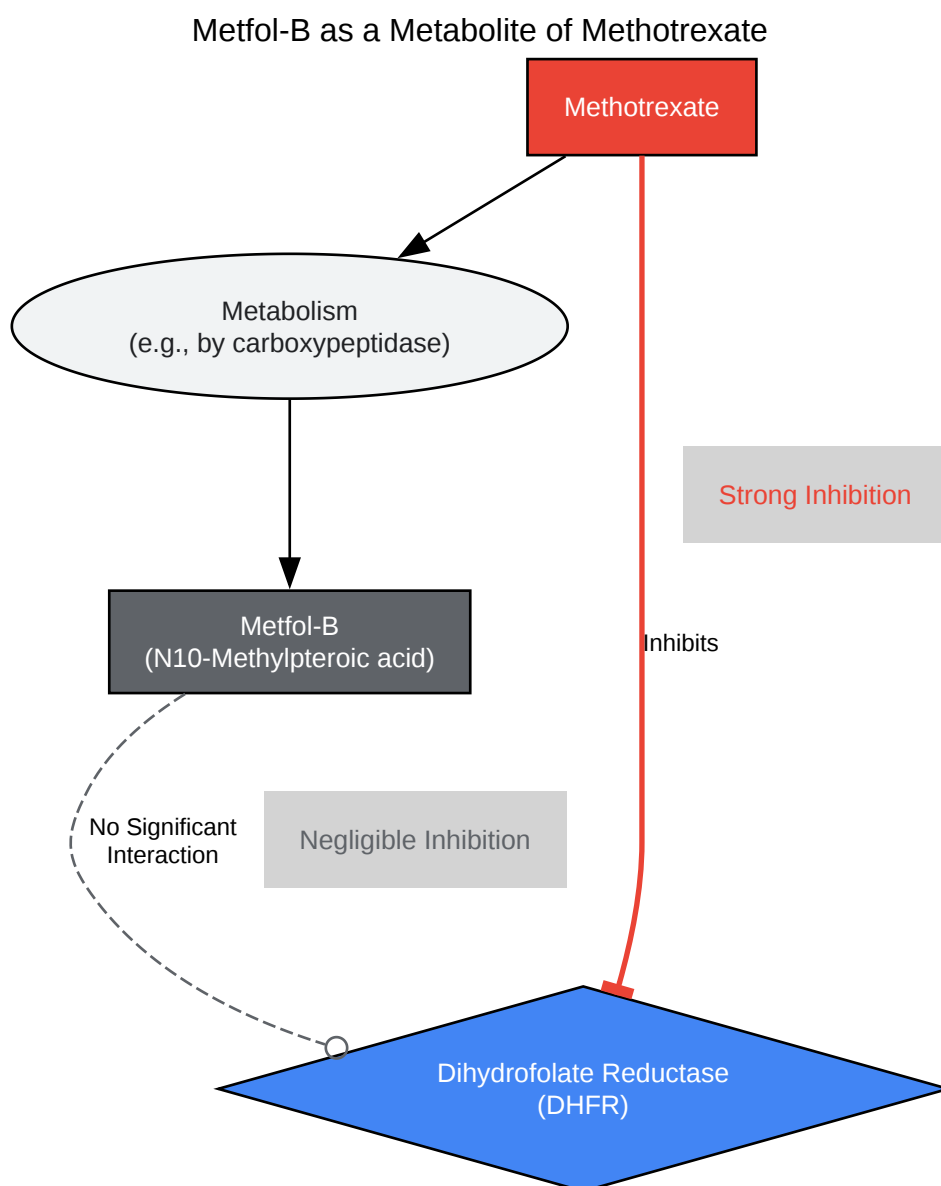 Metfol-B as a Metabolite of Methotrexate
Methotrexate
Metabolism
(e.g., by carboxypeptidase)
Strong Inhibition
Metfol-B
(N10-Methylpteroic acid)
Inhibits
No Significant
Interaction
Negligible Inhibition
Dihydrofolate Reductase
(DHFR)